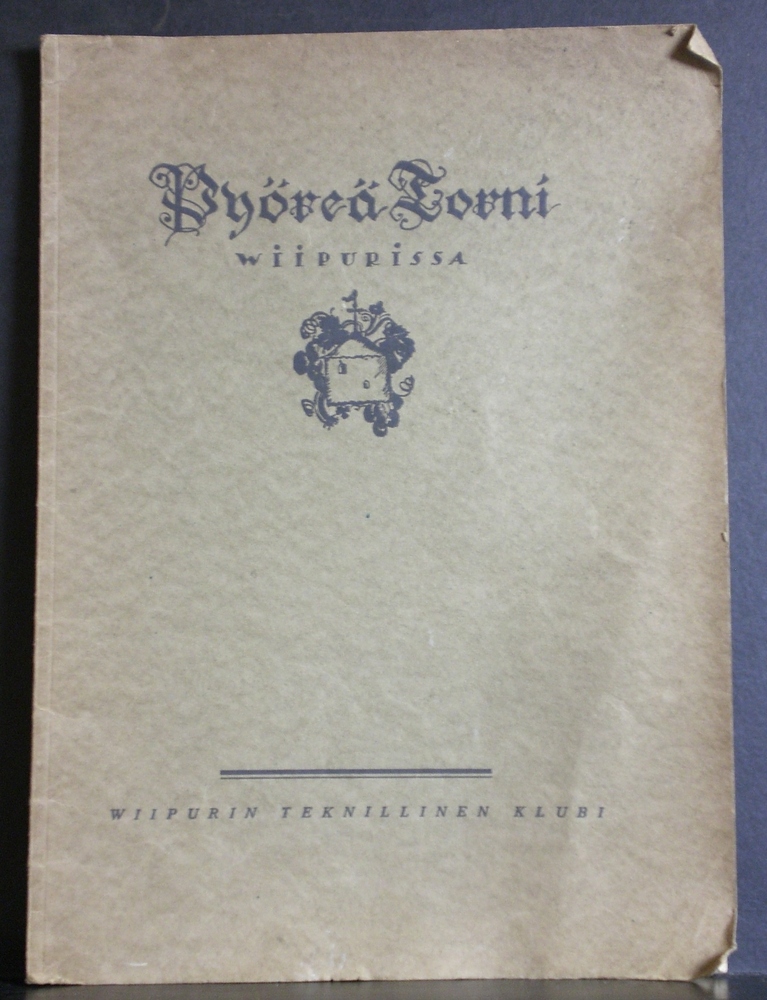 Pyöreä Torni
WIIPURISSA
WIIPURIN TEKNILLINEN KLUBI